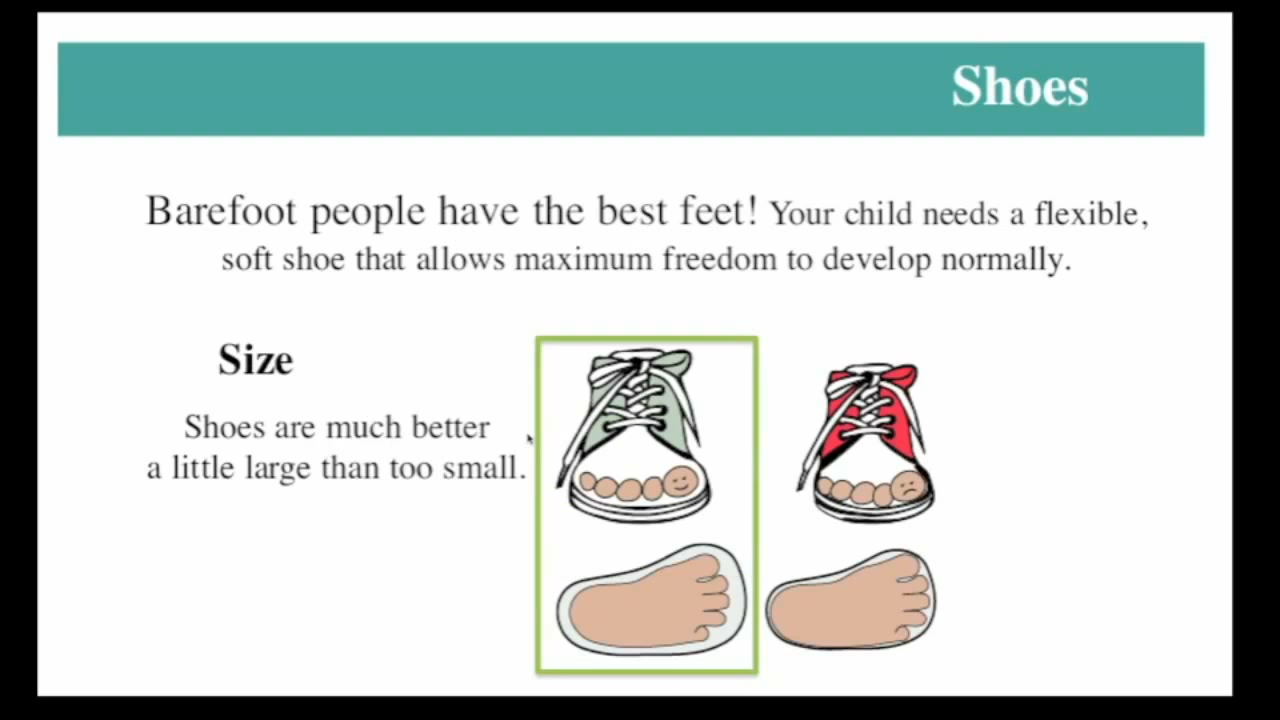 Shoes
Barefoot people have the best feet! Your child needs a flexible,
soft shoe that allows maximum freedom to develop normally.
Size
Shoes are much better
a little large than too small.